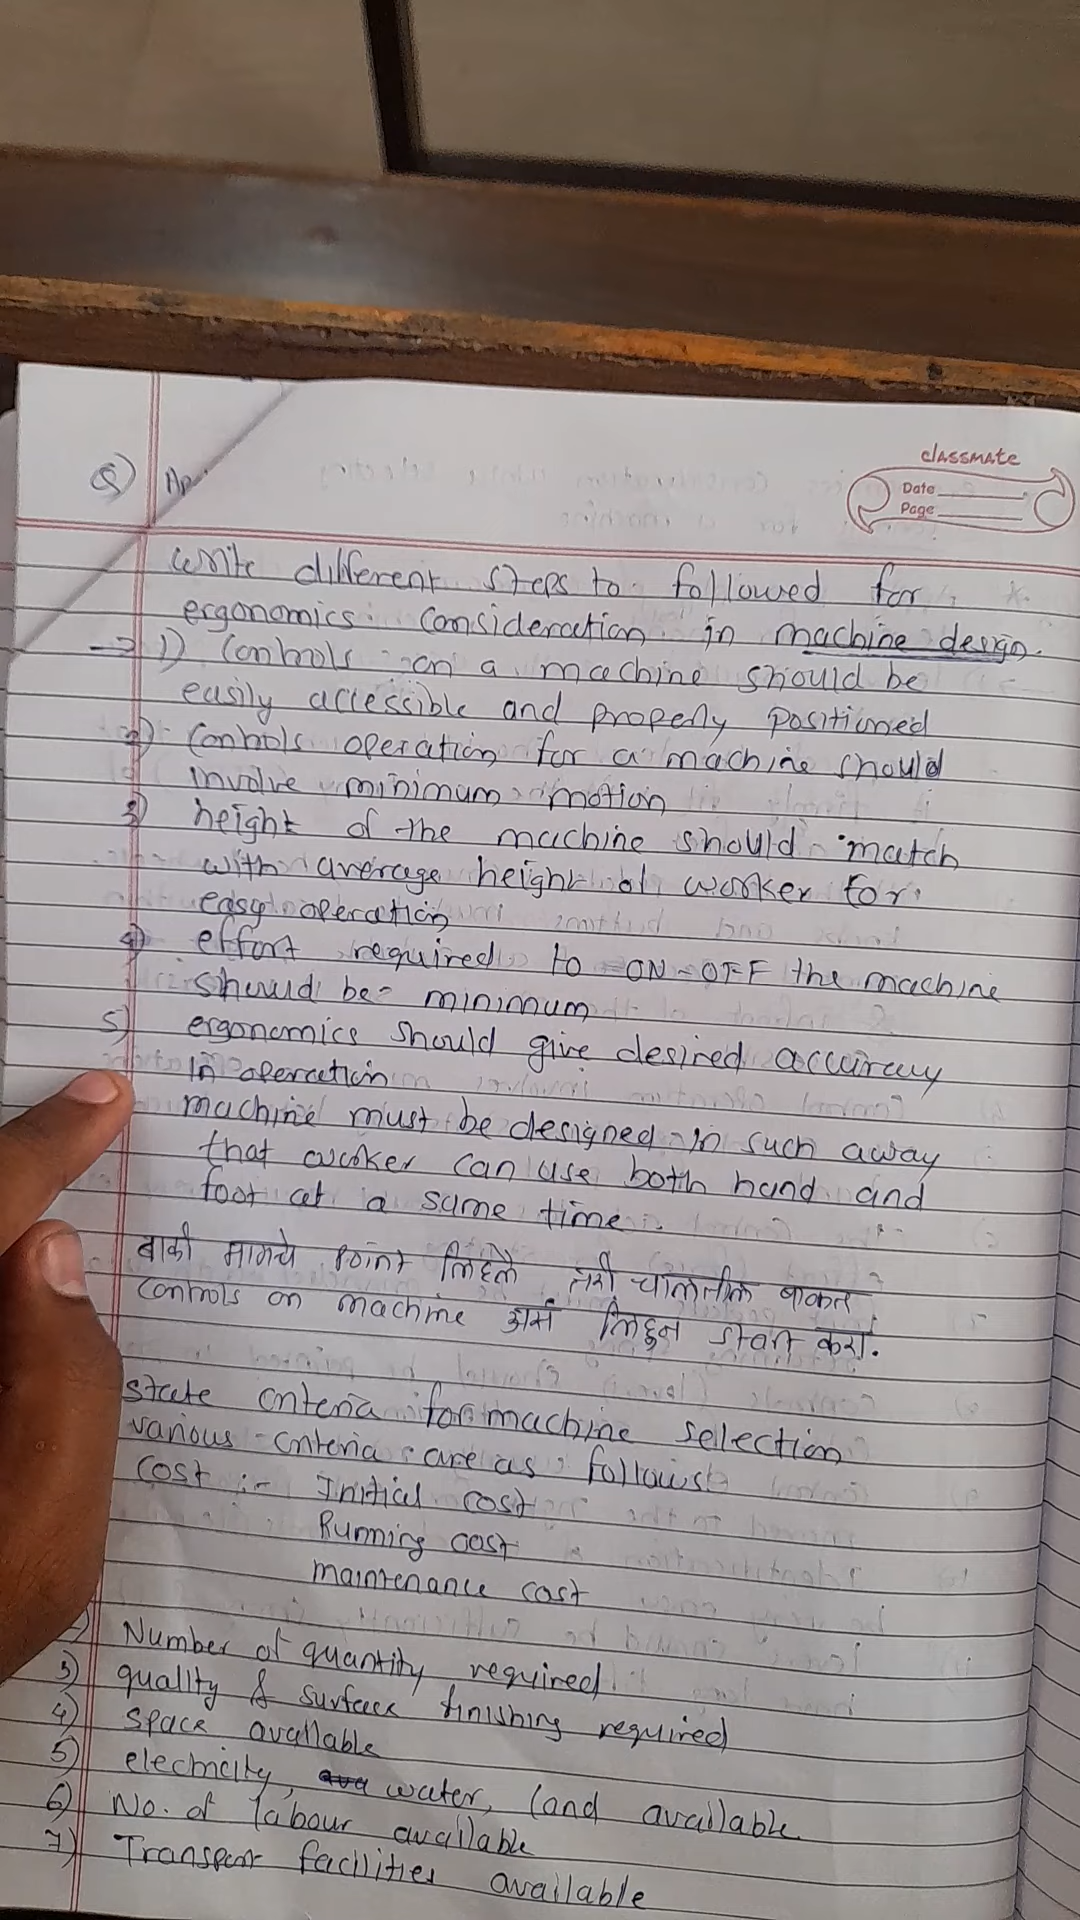 classmate
Date
Page
Q)
write different steps to followed for
ergonomics consideration in machine design.
→ 1) Controls on a machine should be
easily accessible and properly positioned
2) Controls operation for a machine should
involve minimum motion
3) height of the machine should match
with average height of worker for
easy operation
4) effort required to ON-OFF the machine
should be minimum
5) ergonomics should give desired accuracy
in operation
machine must be designed in such away
that worker can use both hand and
foot at a same time.
बाकी मागचे point लिहले तरी चालतील
controls on machine असं लिहून start करा.
state criteria for machine selection
various criteria are as follows
cost :- Initial cost
Running cost
maintenance cost
Number of quantity required
3) quality & surface finishing required
4) space available
5) electricity, water, land available
6) No. of labour available
7) Transport facilities available